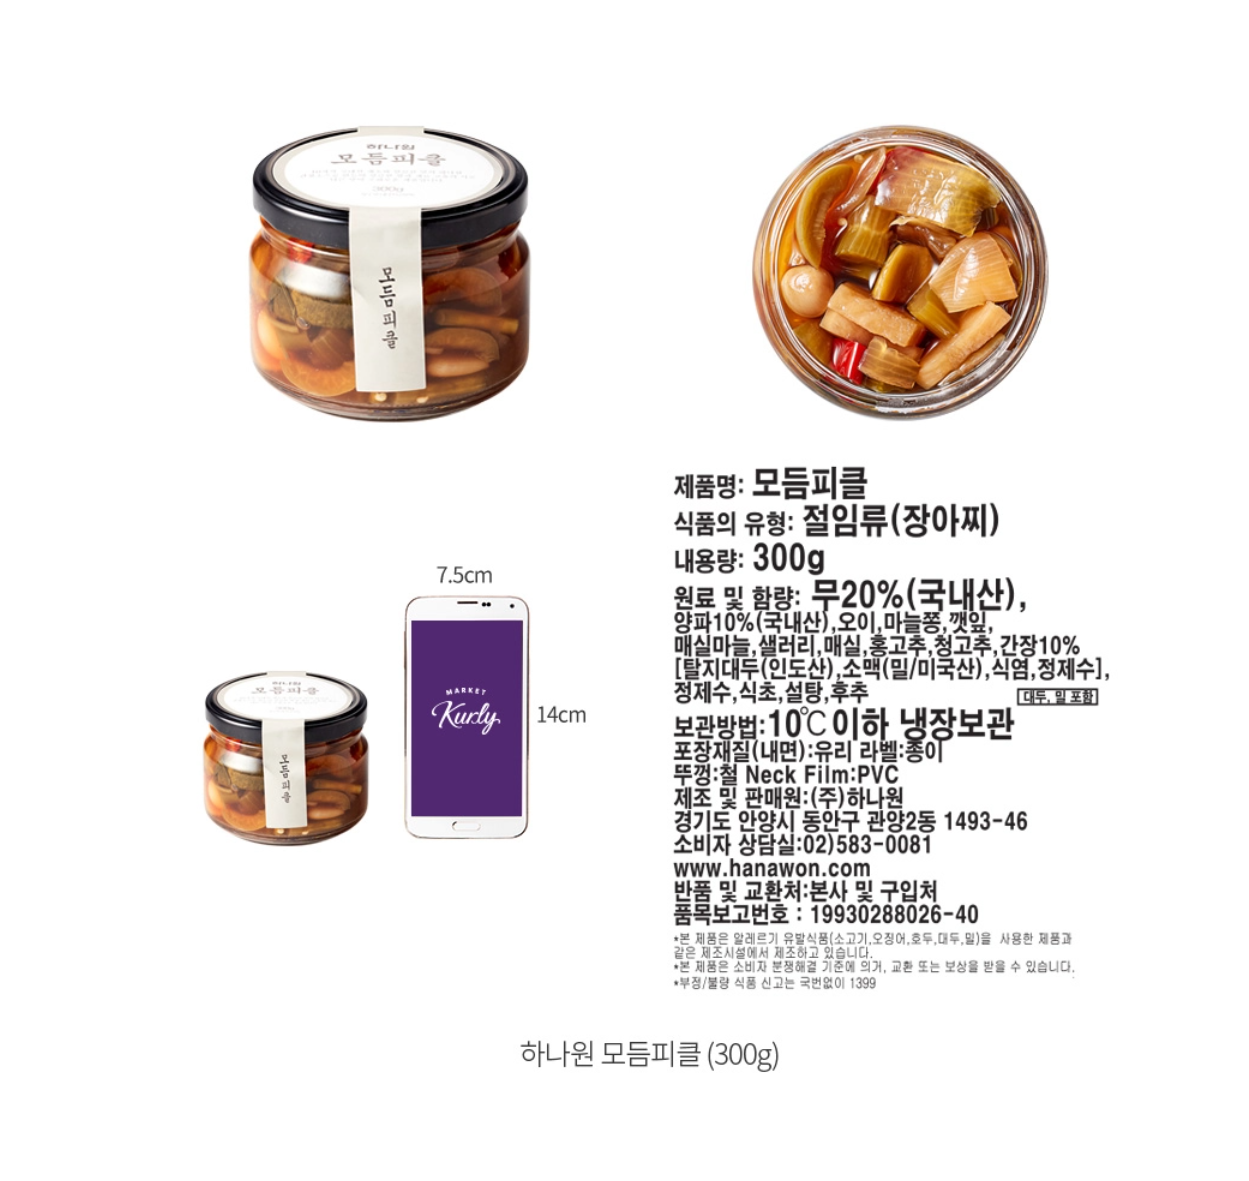 하나원
모듬피클
300g
모듬피클
7.5cm
하나원
모듬피클
모듬피클
MARKET
Kurly
14cm
제품명: 모듬피클
식품의 유형: 절임류(장아찌)
내용량: 300g
원료 및 함량: 무20%(국내산),
양파10%(국내산),오이,마늘쫑,깻잎,
매실마늘,샐러리,매실,홍고추,청고추,간장10%
[탈지대두(인도산),소맥(밀/미국산),식염,정제수],
정제수,식초,설탕,후추
대두, 밀 포함
보관방법:10℃이하 냉장보관
포장재질(내면):유리 라벨:종이
뚜껑:철 Neck Film:PVC
제조 및 판매원:(주)하나원
경기도 안양시 동안구 관양2동 1493-46
소비자 상담실:02)583-0081
www.hanawon.com
반품 및 교환처:본사 및 구입처
품목보고번호 : 19930288026-40
*본 제품은 알레르기 유발식품(소고기,오징어,호두,대두,밀)을 사용한 제품과
같은 제조시설에서 제조하고 있습니다.
*본 제품은 소비자 분쟁해결 기준에 의거, 교환 또는 보상을 받을 수 있습니다.
*부정/불량 식품 신고는 국번없이 1399
하나원 모듬피클 (300g)